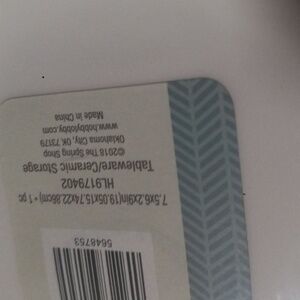 5648753
7.5x6.2x9in(19.05x15.74x22.86cm) - 1 pc
HL9179402
Tableware/Ceramic Storage
©2018 The Spring Shop
Oklahoma City, OK 73179
www.hobbylobby.com
Made in China